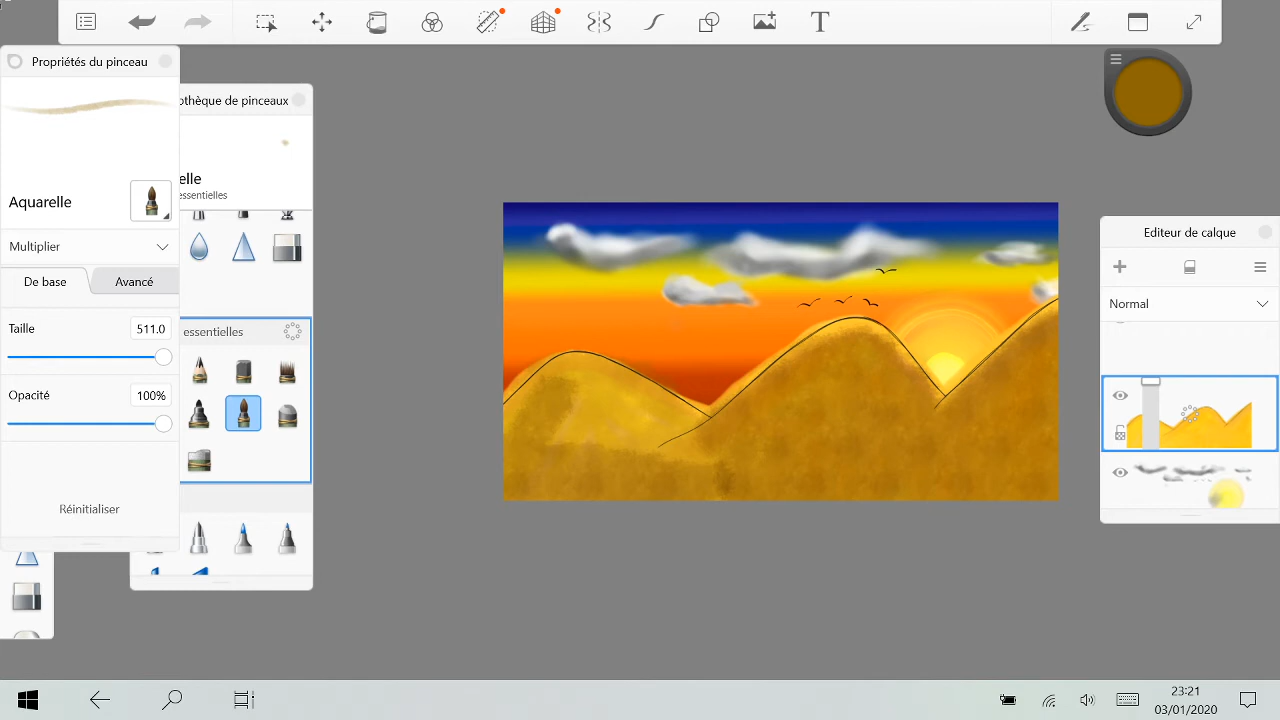 T
Propriétés du pinceau
othèque de pinceaux
Aquarelle
elle
essentielles
Multiplier
De base
Avancé
Taille
511.0
Opacité
100%
Réinitialiser
essentielles
Editeur de calque
Normal
23:21
03/01/2020